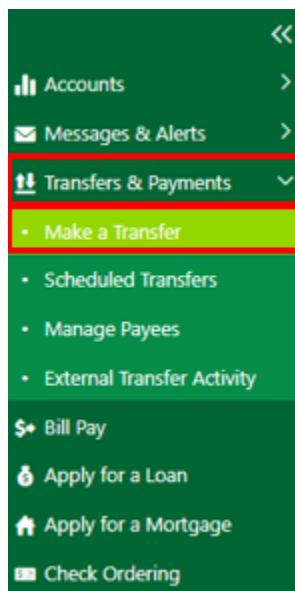 Accounts
Messages & Alerts
Transfers & Payments
Make a Transfer
Scheduled Transfers
Manage Payees
External Transfer Activity
Bill Pay
Apply for a Loan
Apply for a Mortgage
Check Ordering